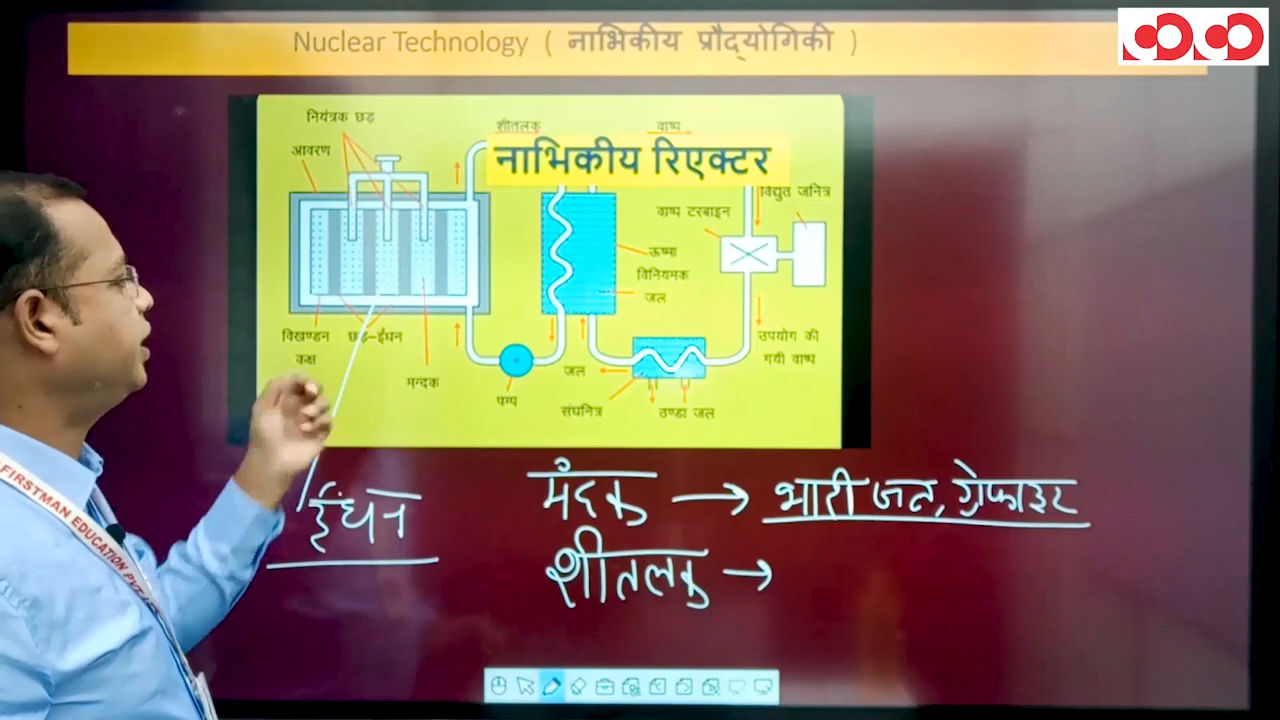 Nuclear Technology ( नाभिकीय प्रौद्योगिकी )
नियंत्रक छड़
शीतलक
वाष्प
आवरण
नाभिकीय रिएक्टर
विद्युत जनित्र
वाष्प टरबाइन
ऊष्मा
विनियमक
जल
विखण्डन
कक्ष
छड़-ईंधन
मन्दक
पम्प
जल
संघनित्र
ठण्डा जल
उपयोग की
गयी वाष्प
ईंधन
मंदक → भारी जल, ग्रेफाइट
शीतलक →
FIRSTMAN EDUCATION